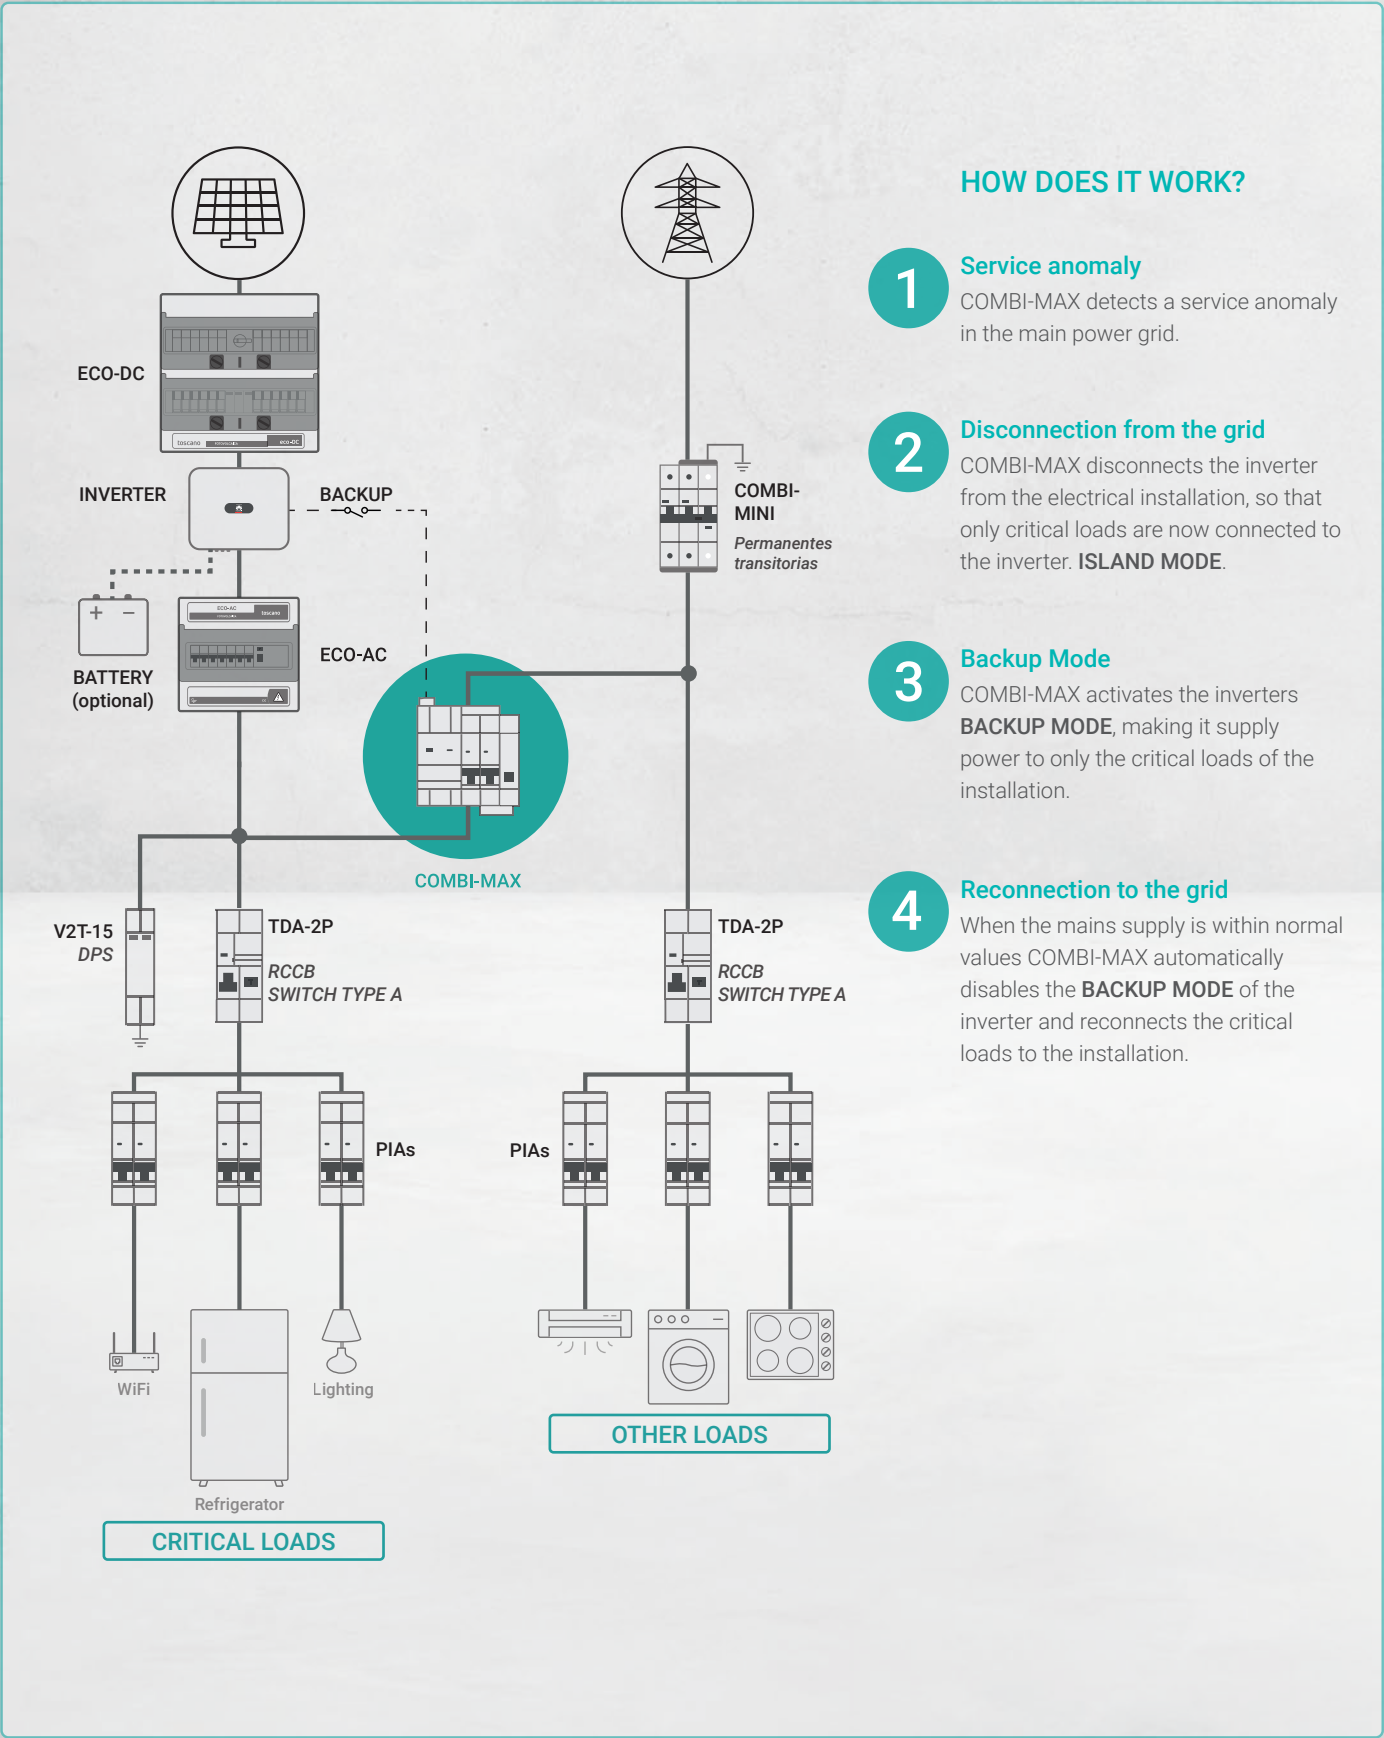 HOW DOES IT WORK?
1
Service anomaly
COMBI-MAX detects a service anomaly
in the main power grid.
2
Disconnection from the grid
COMBI-MAX disconnects the inverter
from the electrical installation, so that
only critical loads are now connected to
the inverter. ISLAND MODE.
3
Backup Mode
COMBI-MAX activates the inverters
BACKUP MODE, making it supply
power to only the critical loads of the
installation.
4
Reconnection to the grid
When the mains supply is within normal
values COMBI-MAX automatically
disables the BACKUP MODE of the
inverter and reconnects the critical
loads to the installation.
ECO-DC
toscano
eco-DC
INVERTER
BACKUP
COMBI-
MINI
Permanentes
transitorias
+ −
BATTERY
(optional)
ECO-AC
toscano
ECO-AC
COMBI-MAX
V2T-15
DPS
TDA-2P
RCCB
SWITCH TYPE A
TDA-2P
RCCB
SWITCH TYPE A
PIAs
PIAs
WiFi
Refrigerator
Lighting
CRITICAL LOADS
OTHER LOADS